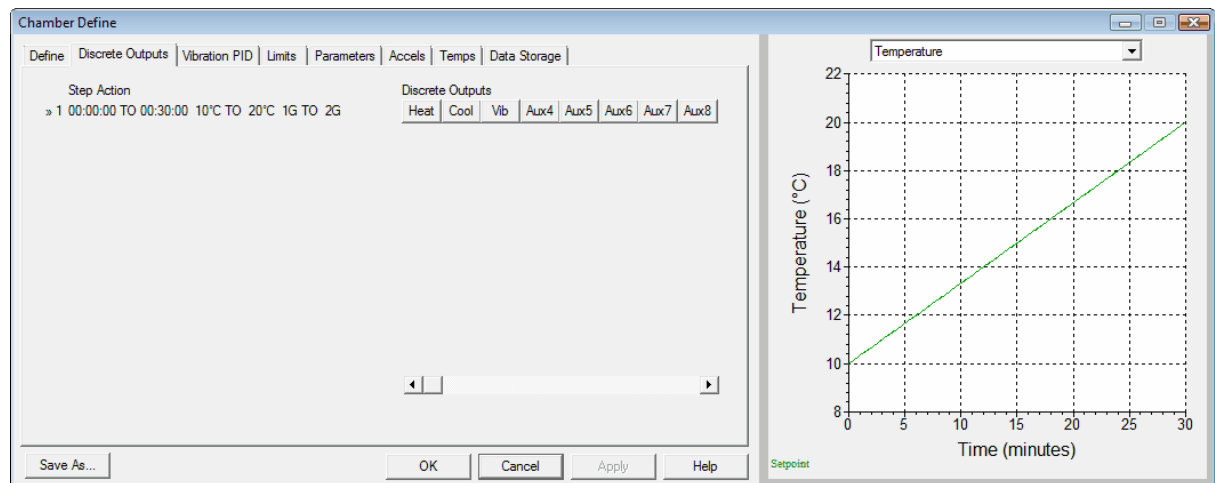 Chamber Define
Define Discrete Outputs Vibration PID Limits Parameters Accels Temps Data Storage
Step Action Discrete Outputs
» 1 00:00:00 TO 00:30:00 10°C TO 20°C 1G TO 2G Heat Cool Vib Aux4 Aux5 Aux6 Aux7 Aux8
Save As... OK Cancel Apply Help
Temperature
Temperature (°C)
22
20
18
16
14
12
10
8
0 5 10 15 20 25 30
Time (minutes)
Setpoint